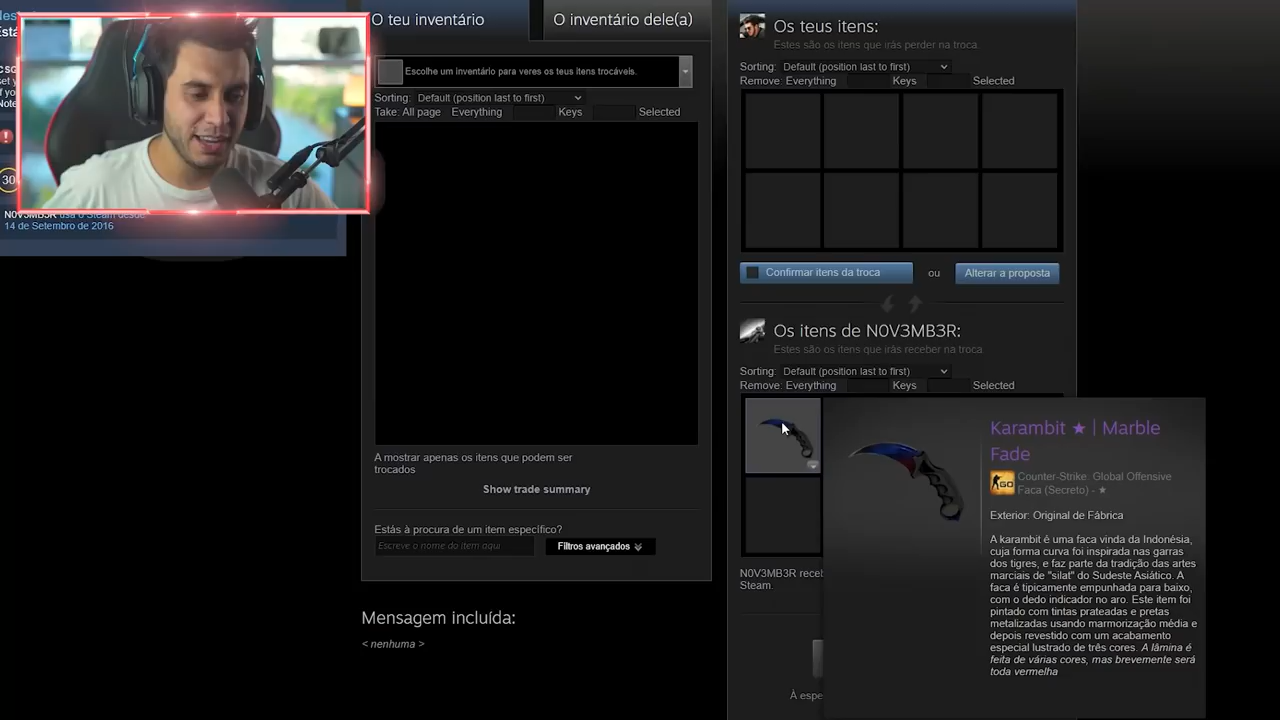 O teu inventário
O inventário dele(a)
Escolhe um inventário para veres os teus itens trocáveis.
Sorting: Default (position last to first)
Take: All page Everything Keys Selected
A mostrar apenas os itens que podem ser
trocados
Show trade summary
Estás à procura de um item específico?
Escreve o nome do item aqui
Filtros avançados
Mensagem incluída:
< nenhuma >
30
N0V3MB3R usa o Steam desde
14 de Setembro de 2016
Os teus itens:
Estes são os itens que irás perder na troca.
Sorting: Default (position last to first)
Remove: Everything Keys Selected
Confirmar itens da troca
ou
Alterar a proposta
Os itens de N0V3MB3R:
Estes são os itens que irás receber na troca.
Sorting: Default (position last to first)
Remove: Everything Keys Selected
N0V3MB3R receb
Steam.
À espe
Karambit ★ | Marble
Fade
GO
Counter-Strike: Global Offensive
Faca (Secreto) - ★
Exterior: Original de Fábrica
A karambit é uma faca vinda da Indonésia,
cuja forma curva foi inspirada nas garras
dos tigres, e faz parte da tradição das artes
marciais de "silat" do Sudeste Asiático. A
faca é tipicamente empunhada para baixo,
com o dedo indicador no aro. Este item foi
pintado com tintas prateadas e pretas
metalizadas usando marmorização média e
depois revestido com um acabamento
especial lustrado de três cores. A lâmina é
feita de várias cores, mas brevemente será
toda vermelha